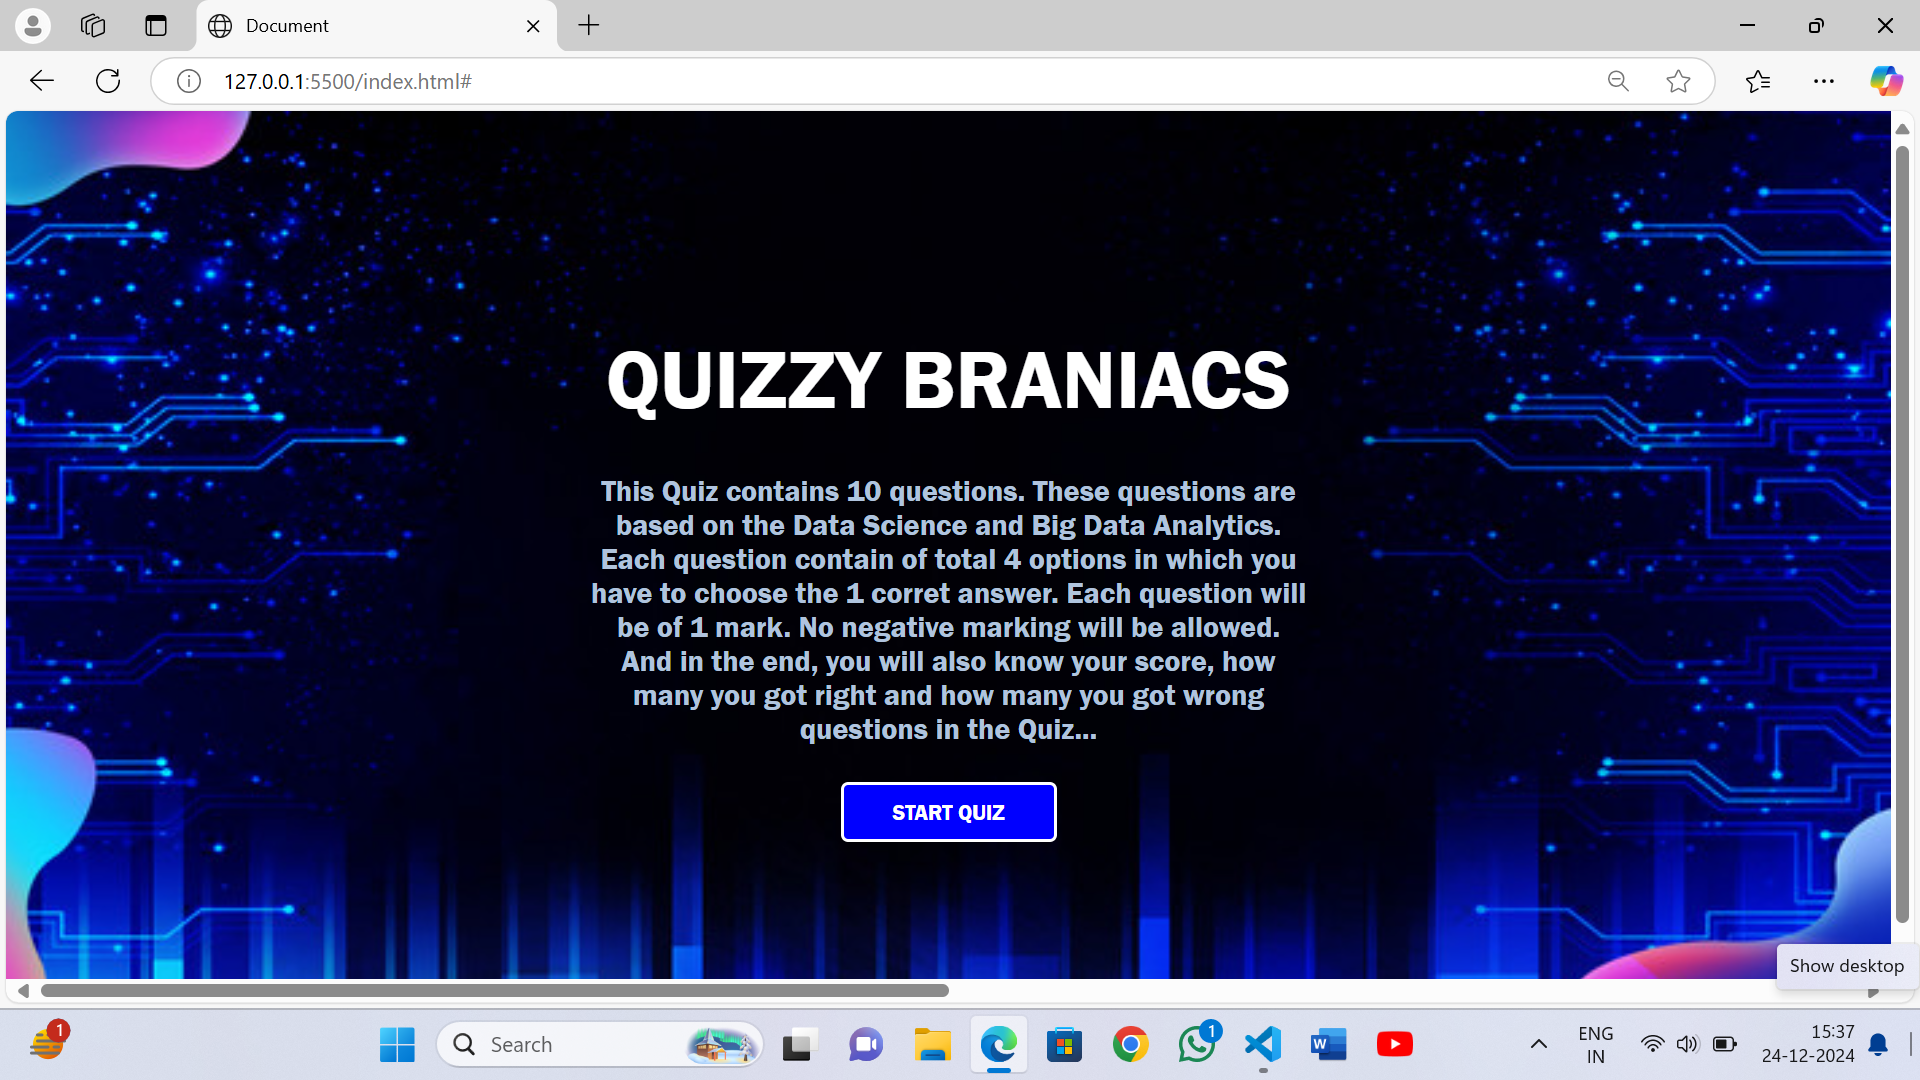 Document
127.0.0.1:5500/index.html#
QUIZZY BRANIACS
This Quiz contains 10 questions. These questions are
based on the Data Science and Big Data Analytics.
Each question contain of total 4 options in which you
have to choose the 1 corret answer. Each question will
be of 1 mark. No negative marking will be allowed.
And in the end, you will also know your score, how
many you got right and how many you got wrong
questions in the Quiz...
START QUIZ
Show desktop
1
Search
1
W
ENG
IN
15:37
24-12-2024